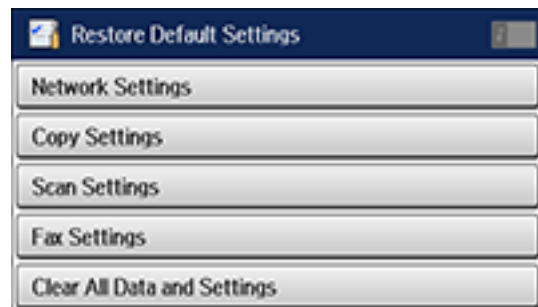 Restore Default Settings
Network Settings
Copy Settings
Scan Settings
Fax Settings
Clear All Data and Settings